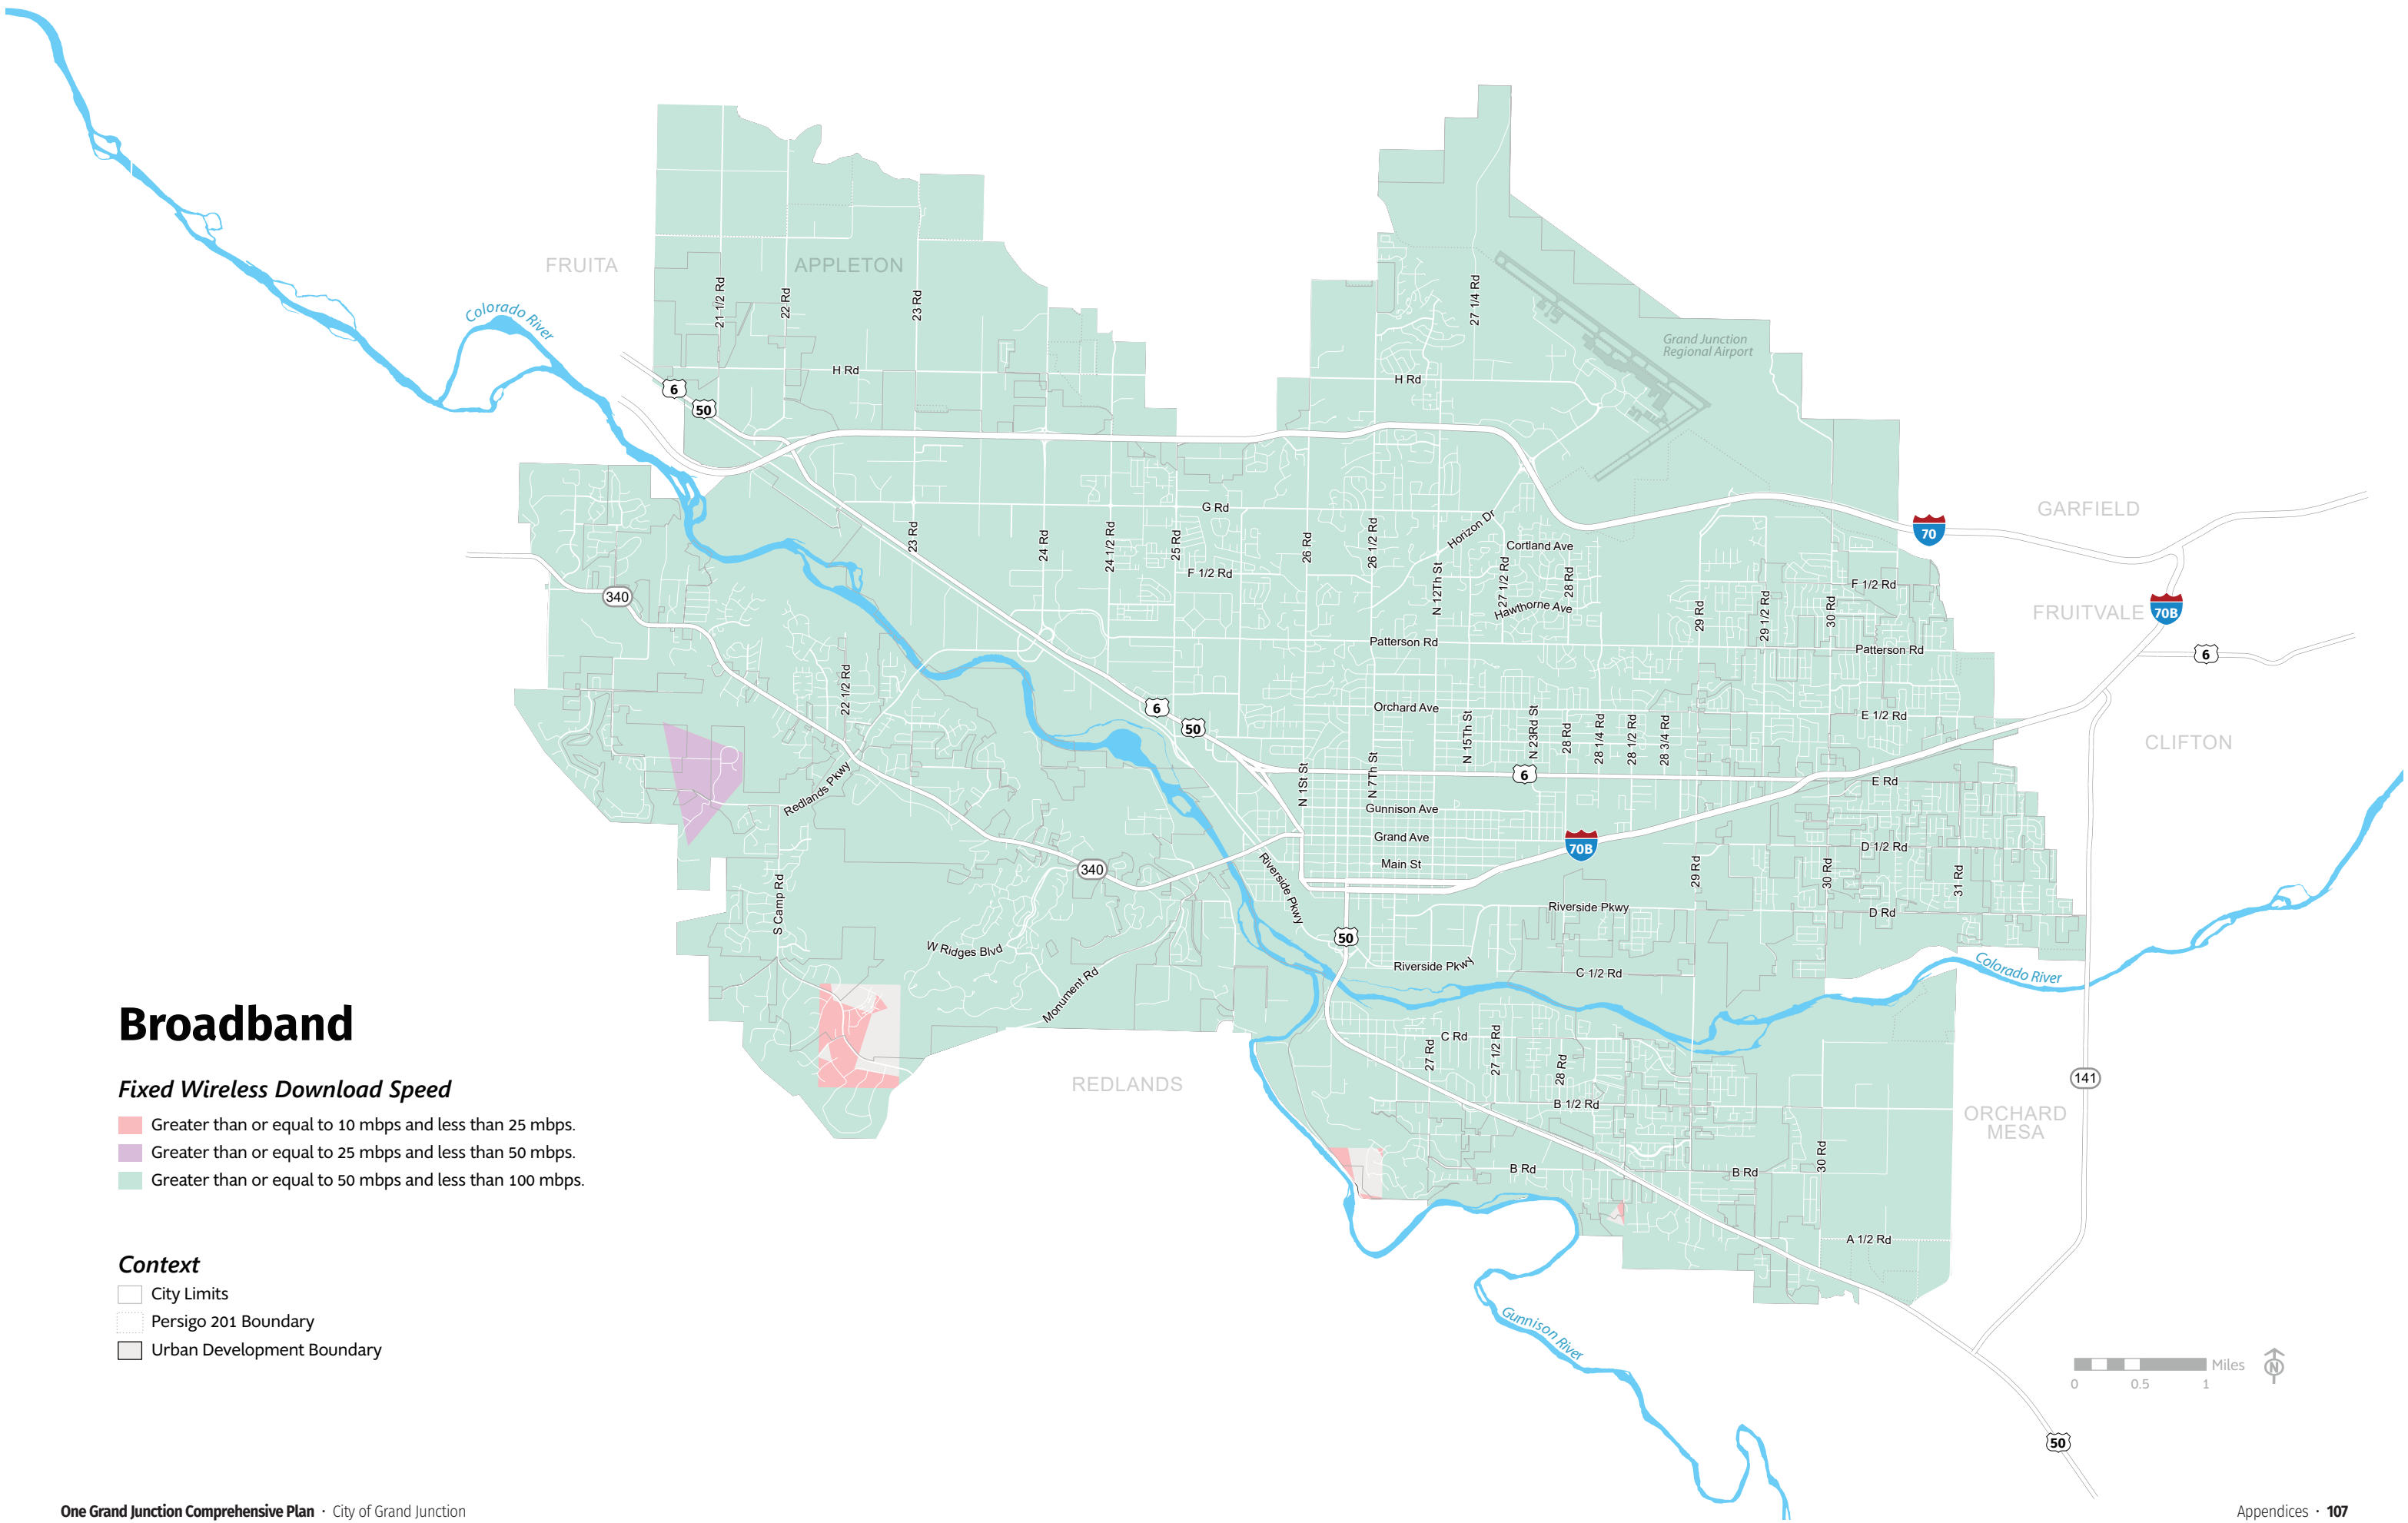 FRUITA
APPLETON
Colorado River
21 1/2 Rd
22 Rd
23 Rd
27 1/4 Rd
Grand Junction
Regional Airport
H Rd
H Rd
6
50
G Rd
Horizon Dr
70
GARFIELD
23 Rd
24 Rd
24 1/2 Rd
25 Rd
26 Rd
26 1/2 Rd
Cortland Ave
F 1/2 Rd
N 12Th St
27 1/2 Rd
28 Rd
Hawthorne Ave
F 1/2 Rd
340
29 Rd
29 1/2 Rd
30 Rd
FRUITVALE
70B
Patterson Rd
Patterson Rd
6
22 1/2 Rd
6
50
Orchard Ave
E 1/2 Rd
N 15Th St
N 23Rd St
28 Rd
28 1/4 Rd
28 1/2 Rd
28 3/4 Rd
CLIFTON
Redlands Pkwy
N 1St St
N 7Th St
6
E Rd
Gunnison Ave
Grand Ave
70B
D 1/2 Rd
Main St
340
Riverside Pkwy
29 Rd
30 Rd
31 Rd
S Camp Rd
Riverside Pkwy
D Rd
50
W Ridges Blvd
Riverside Pkwy
C 1/2 Rd
Colorado River
Monument Rd
C Rd
27 Rd
27 1/2 Rd
28 Rd
REDLANDS
141
B 1/2 Rd
ORCHARD
MESA
B Rd
B Rd
30 Rd
A 1/2 Rd
Gunnison River
50
Broadband
Fixed Wireless Download Speed
Greater than or equal to 10 mbps and less than 25 mbps.
Greater than or equal to 25 mbps and less than 50 mbps.
Greater than or equal to 50 mbps and less than 100 mbps.
Context
City Limits
Persigo 201 Boundary
Urban Development Boundary
Miles
0 0.5 1
N
One Grand Junction Comprehensive Plan · City of Grand Junction
Appendices · 107